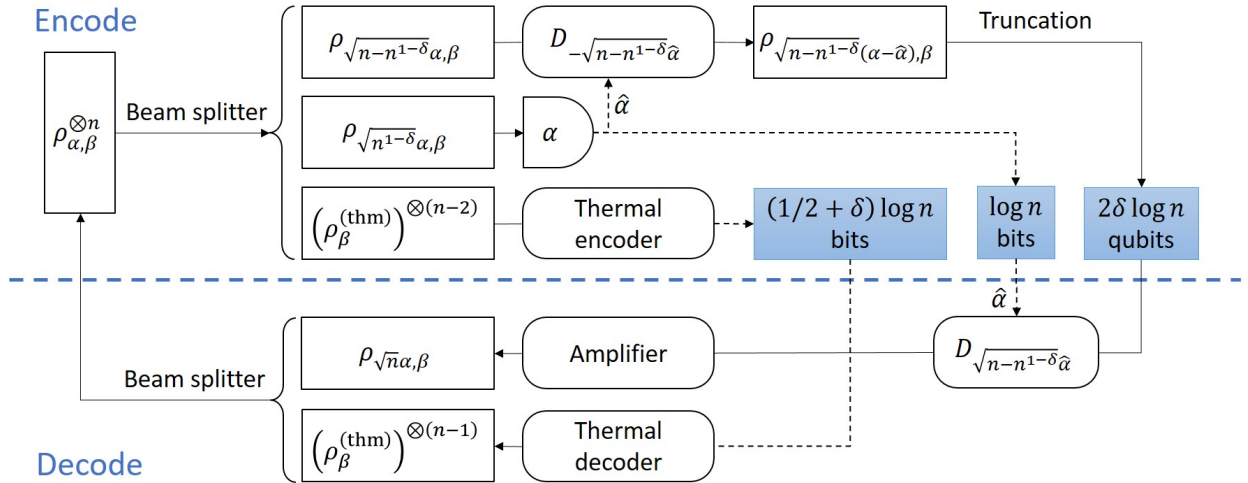 Encode
ρ_{α,β}^{⊗n}
Beam splitter
ρ_{√(n−n^{1−δ})α,β}
D_{−√(n−n^{1−δ})α̂}
ρ_{√(n−n^{1−δ})(α−α̂),β}
Truncation
α̂
ρ_{√(n^{1−δ})α,β}
α
(ρ_β^{(thm)})^{⊗(n−2)}
Thermal
encoder
(1/2 + δ) log n
bits
log n
bits
2δ log n
qubits
α̂
D_{√(n−n^{1−δ})α̂}
Amplifier
ρ_{√nα,β}
Beam splitter
(ρ_β^{(thm)})^{⊗(n−1)}
Thermal
decoder
Decode